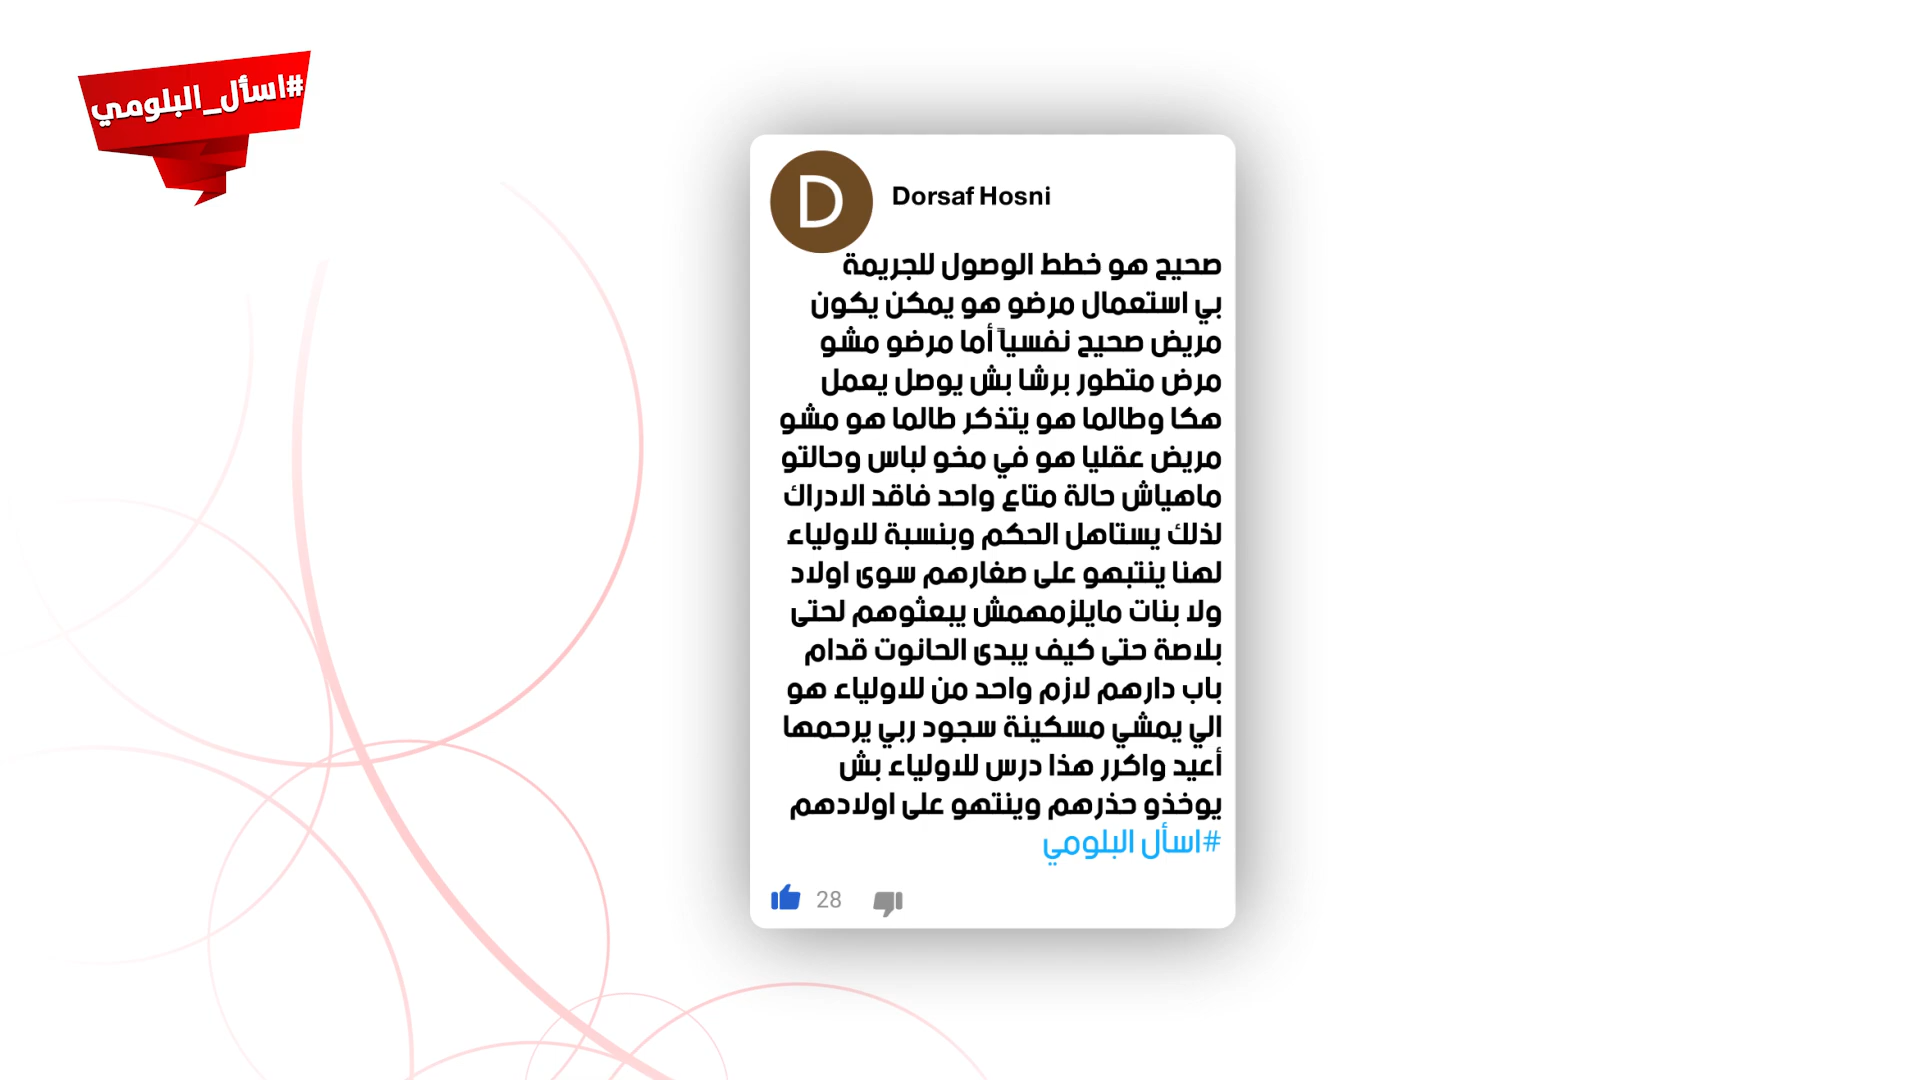 #اسأل_البلومي
Dorsaf Hosni
صحيح هو خطط الوصول للجريمة
بي استعمال مرضو هو يمكن يكون
مريض صحيح نفسياً أما مرضو مشو
مرض متطور برشا بش يوصل يعمل
هكا وطالما هو يتذكر طالما هو مشو
مريض عقليا هو في مخو لباس وحالتو
ماهياش حالة متاع واحد فاقد الادراك
لذلك يستاهل الحكم وبنسبة للاولياء
لهنا ينتبهو على صغارهم سوى اولاد
ولا بنات مايلزمهمش يبعثوهم لحتى
بلاصة حتى كيف يبدى الحانوت قدام
باب دارهم لازم واحد من للاولياء هو
الي يمشي مسكينة سجود ربي يرحمها
أعيد واكرر هذا درس للاولياء بش
يوخذو حذرهم وينتهو على اولادهم
#اسأل البلومي
28